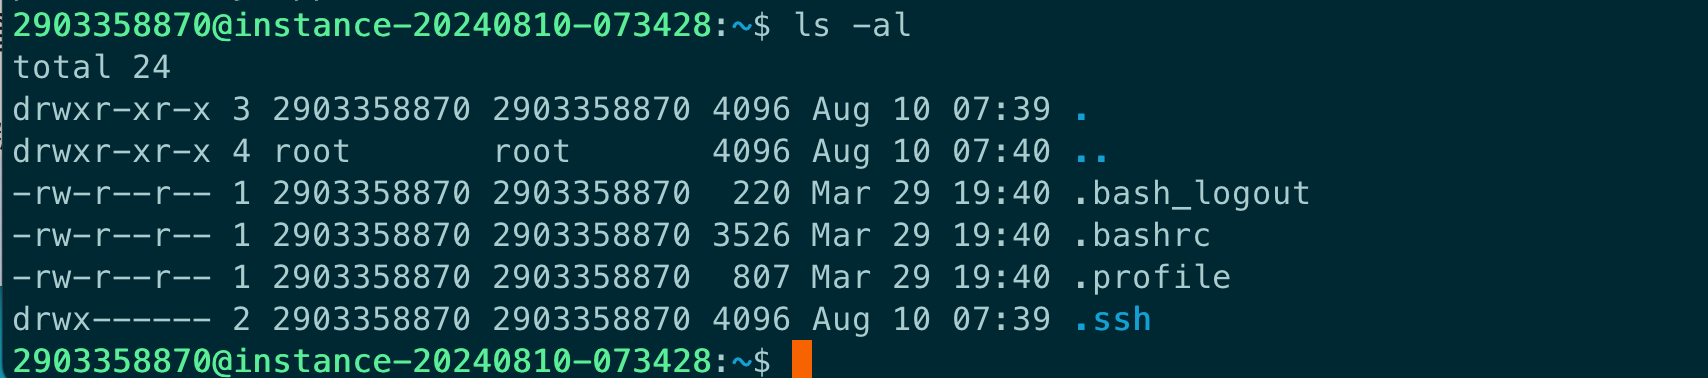 2903358870@instance-20240810-073428:~$ ls -al
total 24
drwxr-xr-x 3 2903358870 2903358870 4096 Aug 10 07:39 .
drwxr-xr-x 4 root       root       4096 Aug 10 07:40 ..
-rw-r--r-- 1 2903358870 2903358870  220 Mar 29 19:40 .bash_logout
-rw-r--r-- 1 2903358870 2903358870 3526 Mar 29 19:40 .bashrc
-rw-r--r-- 1 2903358870 2903358870  807 Mar 29 19:40 .profile
drwx------ 2 2903358870 2903358870 4096 Aug 10 07:39 .ssh
2903358870@instance-20240810-073428:~$